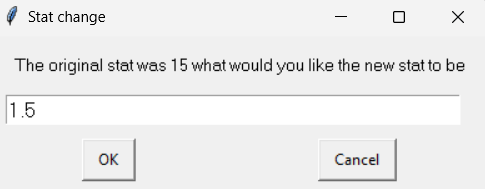 Stat change
The original stat was 15 what would you like the new stat to be
1.5
OK Cancel